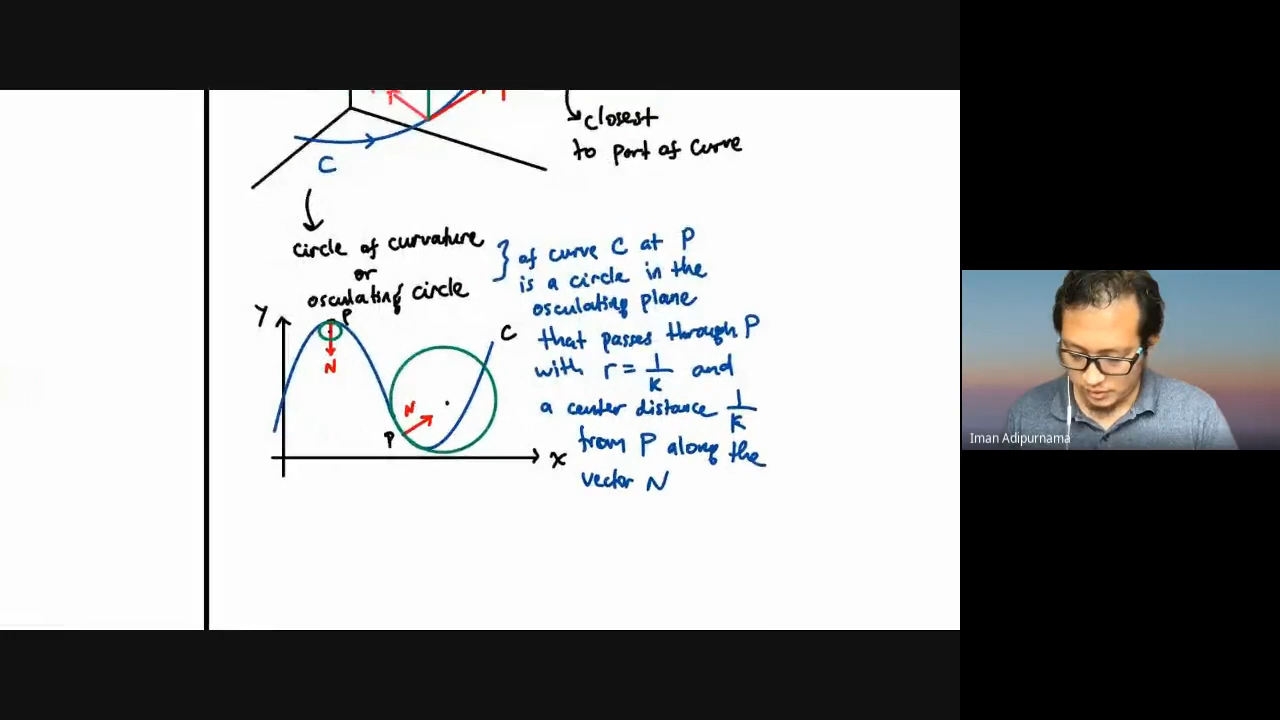 closest
to part of curve
C
circle of curvature
or
osculating circle
} of curve C at P
is a circle in the
osculating plane
that passes through P
with r = 1/K and
a center distance 1/K
from P along the
vector N
Y
P
N
C
N
P
X
Iman Adipurnama